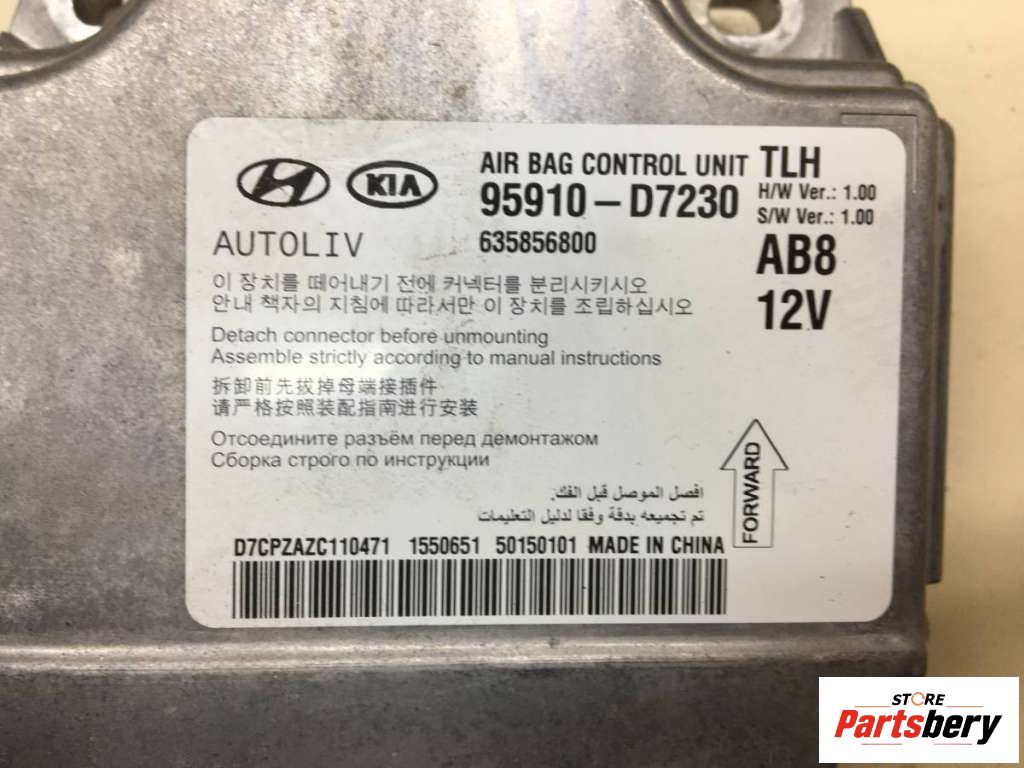 KIA
AIR BAG CONTROL UNIT TLH
95910-D7230
H/W Ver.: 1.00
S/W Ver.: 1.00
AUTOLIV
635856800
AB8
12V
이 장치를 떼어내기 전에 커넥터를 분리시키시오
안내 책자의 지침에 따라서만 이 장치를 조립하십시오
Detach connector before unmounting
Assemble strictly according to manual instructions
拆卸前先拔掉母端接插件
请严格按照装配指南进行安装
Отсоедините разъём перед демонтажом
Сборка строго по инструкции
افصل الموصل قبل الفك:
تم تجميعه بدقة وفقا لدليل التعليمات
FORWARD
D7CPZAZC110471 1550651 50150101 MADE IN CHINA
STORE
Partsbery